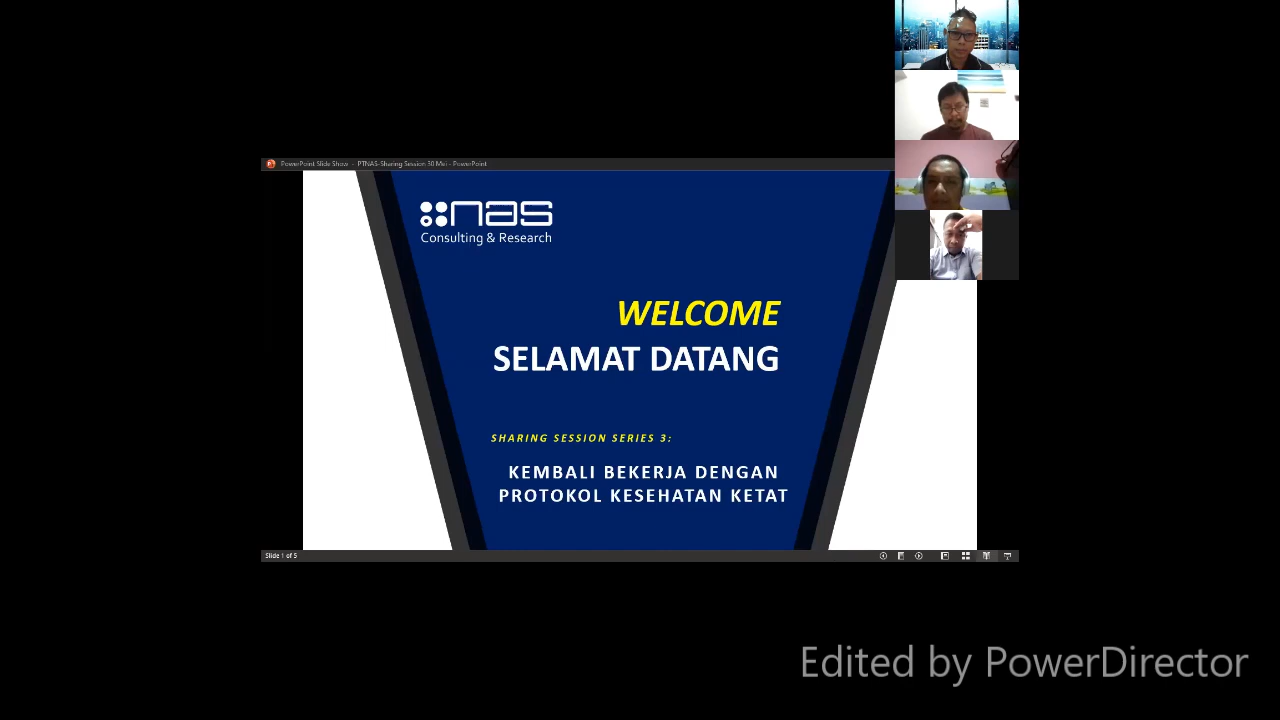 PowerPoint Slide Show - PTNAS-Sharing Session 30 Mei - PowerPoint
nas
Consulting & Research
WELCOME
SELAMAT DATANG
SHARING SESSION SERIES 3:
KEMBALI BEKERJA DENGAN
PROTOKOL KESEHATAN KETAT
Slide 1 of 5
Edited by PowerDirector